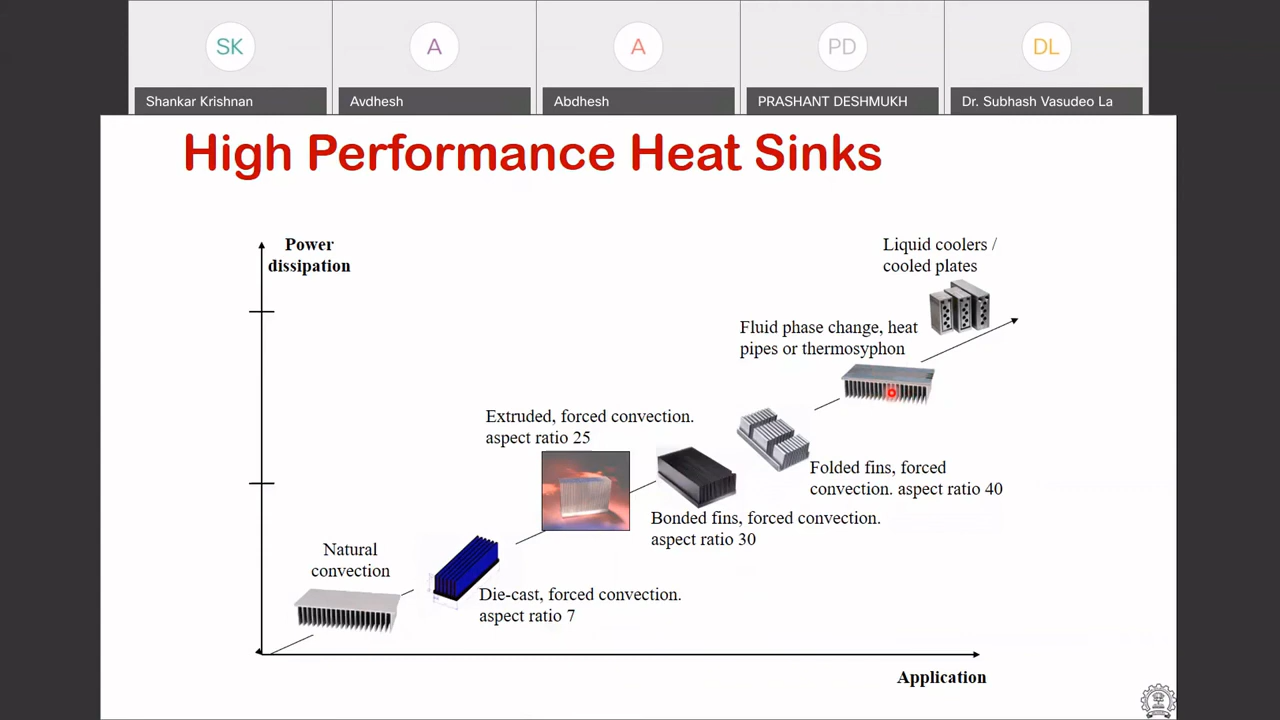 SK
A
A
PD
DL
Shankar Krishnan
Avdhesh
Abdhesh
PRASHANT DESHMUKH
Dr. Subhash Vasudeo La
High Performance Heat Sinks
Power
dissipation
Liquid coolers /
cooled plates
Fluid phase change, heat
pipes or thermosyphon
Extruded, forced convection.
aspect ratio 25
Folded fins, forced
convection. aspect ratio 40
Bonded fins, forced convection.
aspect ratio 30
Natural
convection
Die-cast, forced convection.
aspect ratio 7
Application